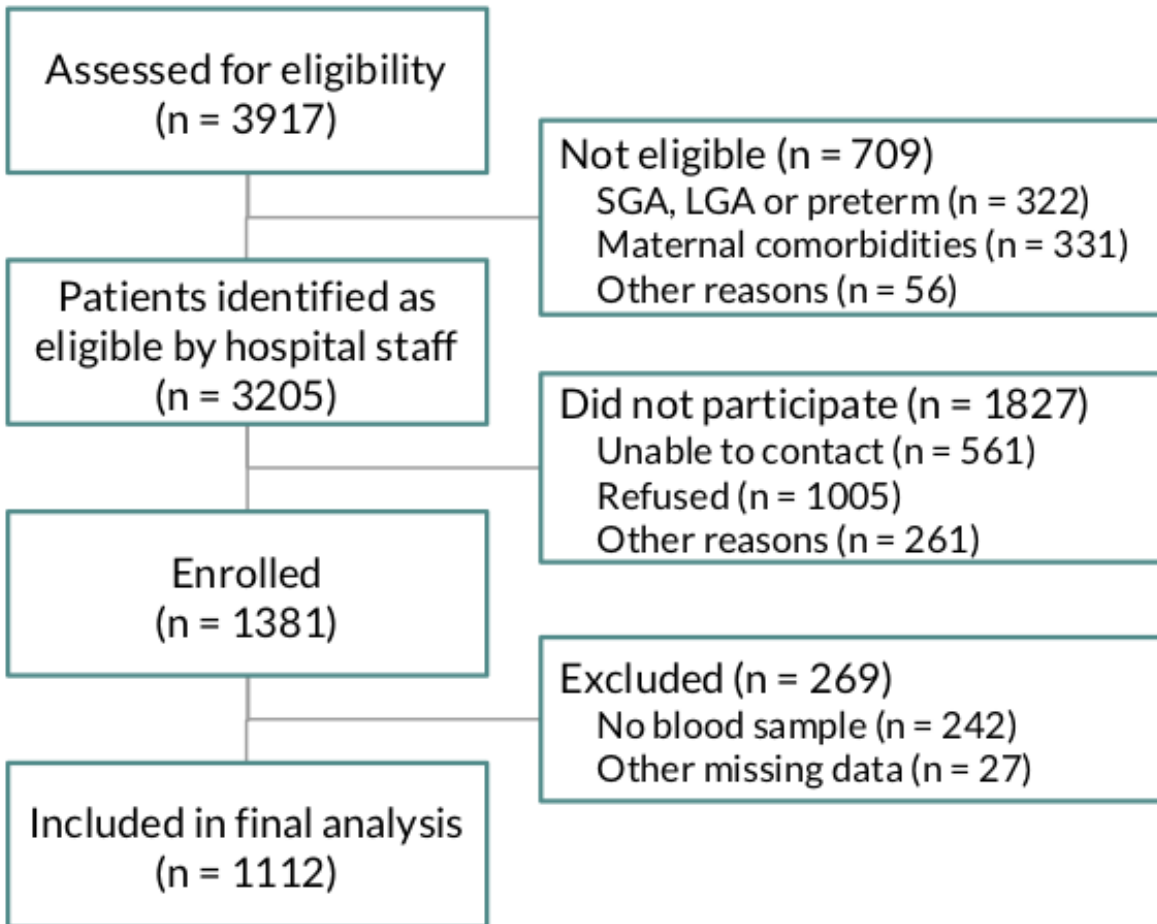 Assessed for eligibility
(n = 3917)
Not eligible (n = 709)
SGA, LGA or preterm (n = 322)
Maternal comorbidities (n = 331)
Other reasons (n = 56)
Patients identified as
eligible by hospital staff
(n = 3205)
Did not participate (n = 1827)
Unable to contact (n = 561)
Refused (n = 1005)
Other reasons (n = 261)
Enrolled
(n = 1381)
Excluded (n = 269)
No blood sample (n = 242)
Other missing data (n = 27)
Included in final analysis
(n = 1112)